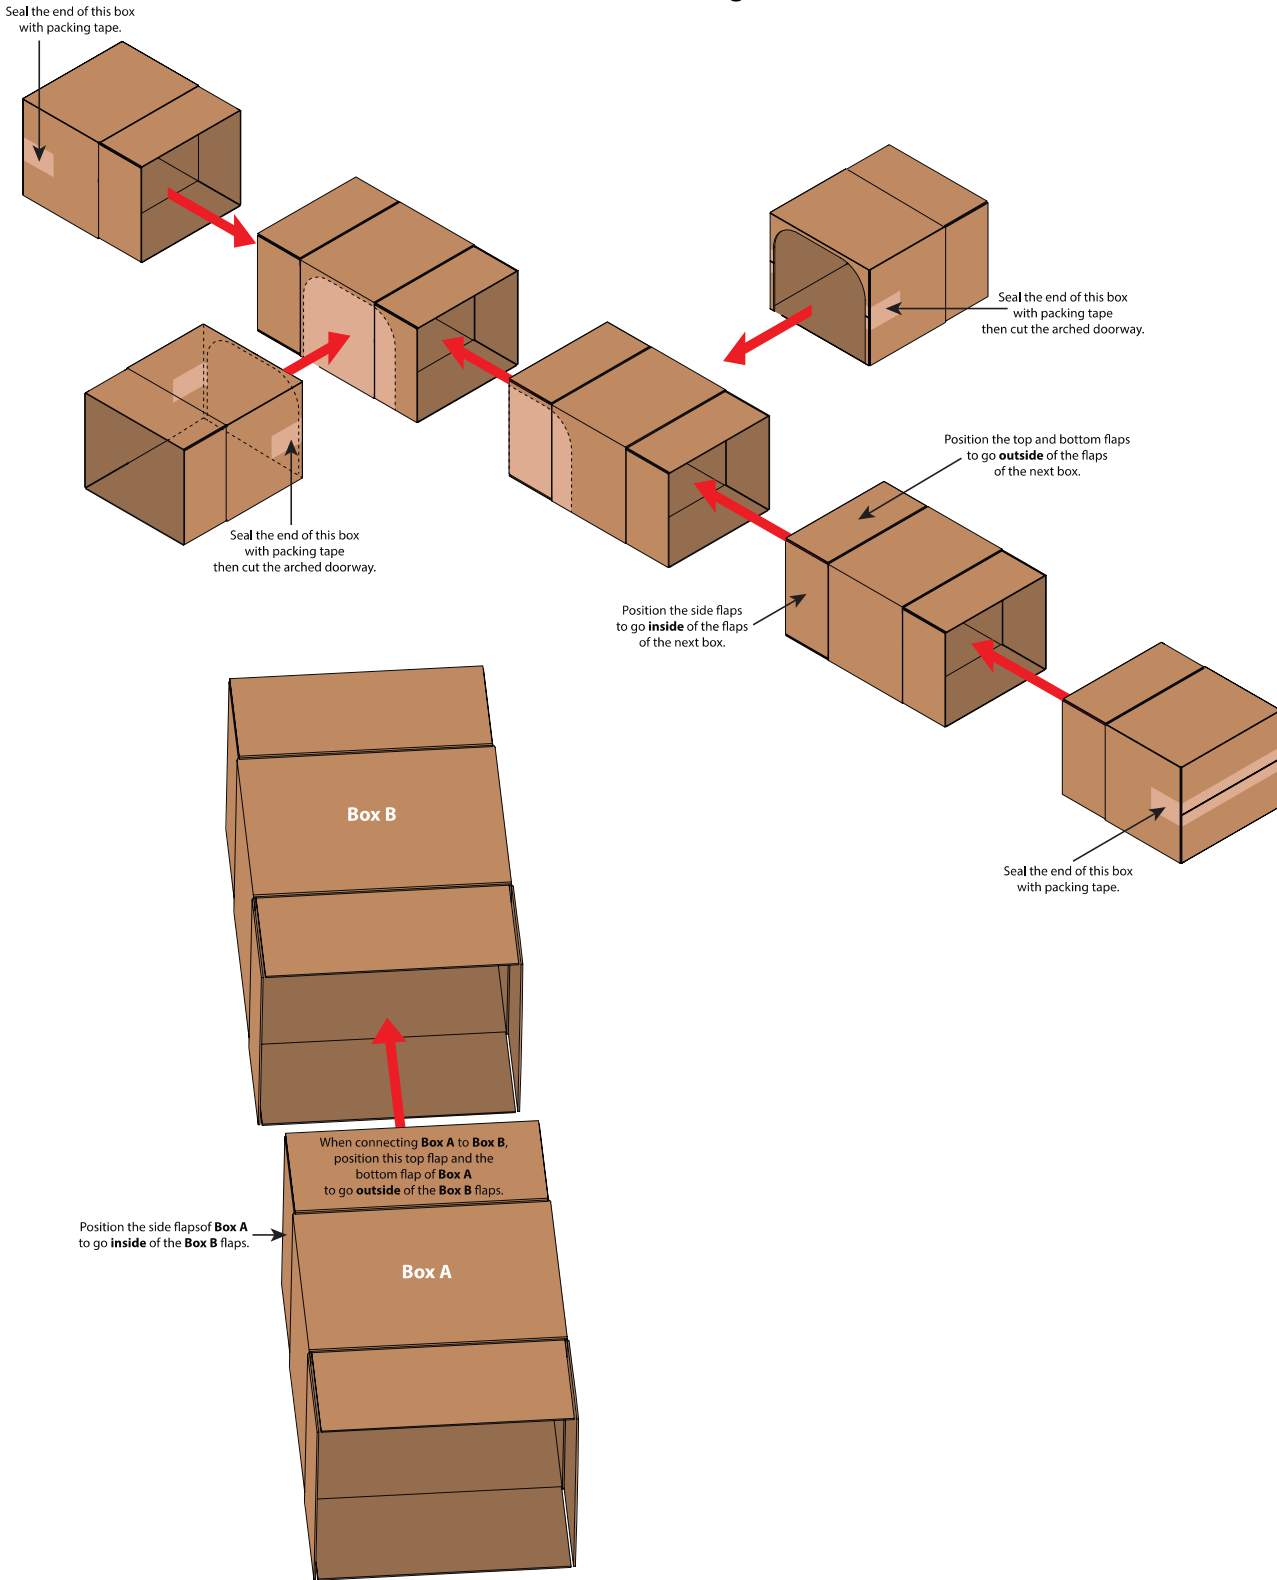 Seal the end of this box
with packing tape.
Seal the end of this box
with packing tape
then cut the arched doorway.
Position the top and bottom flaps
to go outside of the flaps
of the next box.
Seal the end of this box
with packing tape
then cut the arched doorway.
Position the side flaps
to go inside of the flaps
of the next box.
Box B
Seal the end of this box
with packing tape.
When connecting Box A to Box B,
position this top flap and the
bottom flap of Box A
to go outside of the Box B flaps.
Position the side flapsof Box A
to go inside of the Box B flaps.
Box A